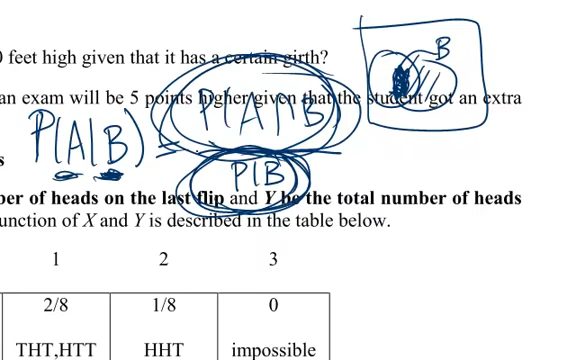 0 feet high given that it has a certain girth?
B
an exam will be 5 points higher given that the student got an extra
P(A|B) = P(A∩B)
P(B)
s
ber of heads on the last flip and Y be the total number of heads
unction of X and Y is described in the table below.
1 2 3
2/8 1/8 0
THT,HTT HHT impossible